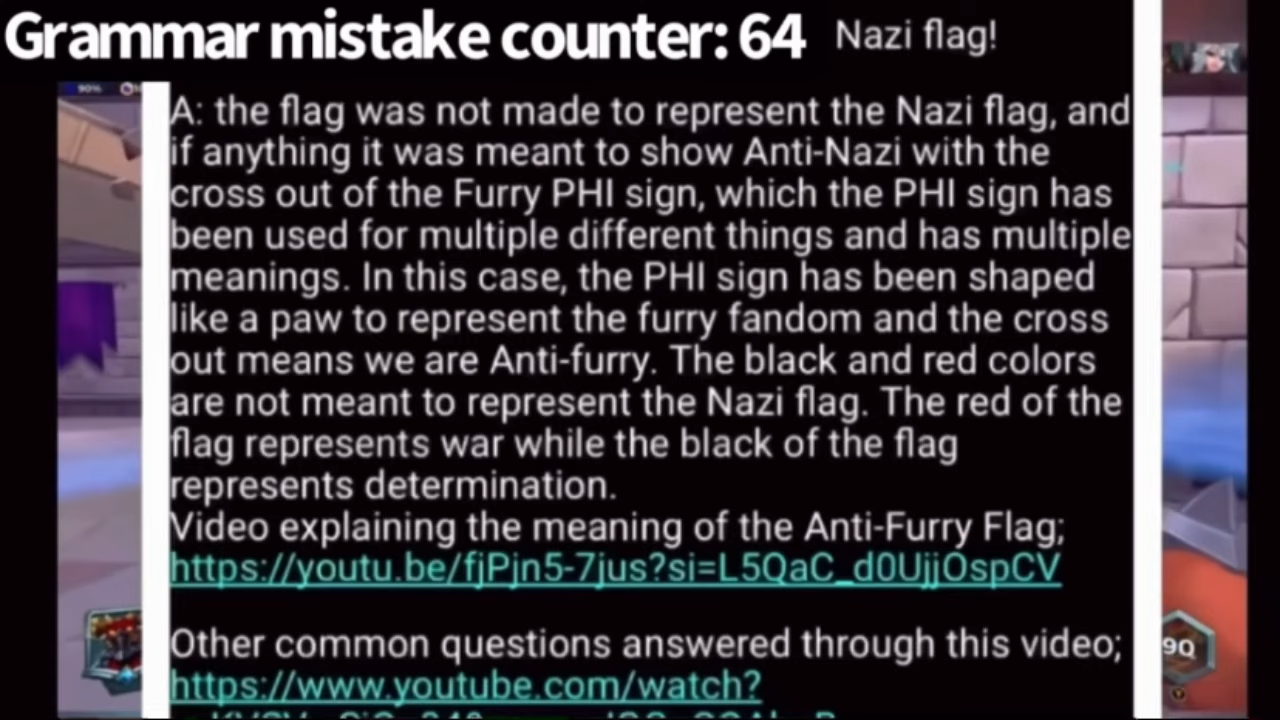 Grammar mistake counter: 64 Nazi flag!
90%
A: the flag was not made to represent the Nazi flag, and
if anything it was meant to show Anti-Nazi with the
cross out of the Furry PHI sign, which the PHI sign has
been used for multiple different things and has multiple
meanings. In this case, the PHI sign has been shaped
like a paw to represent the furry fandom and the cross
out means we are Anti-furry. The black and red colors
are not meant to represent the Nazi flag. The red of the
flag represents war while the black of the flag
represents determination.
Video explaining the meaning of the Anti-Furry Flag;
https://youtu.be/fjPjn5-7jus?si=L5QaC_d0UjjOspCV
Other common questions answered through this video;
https://www.youtube.com/watch?
9Q